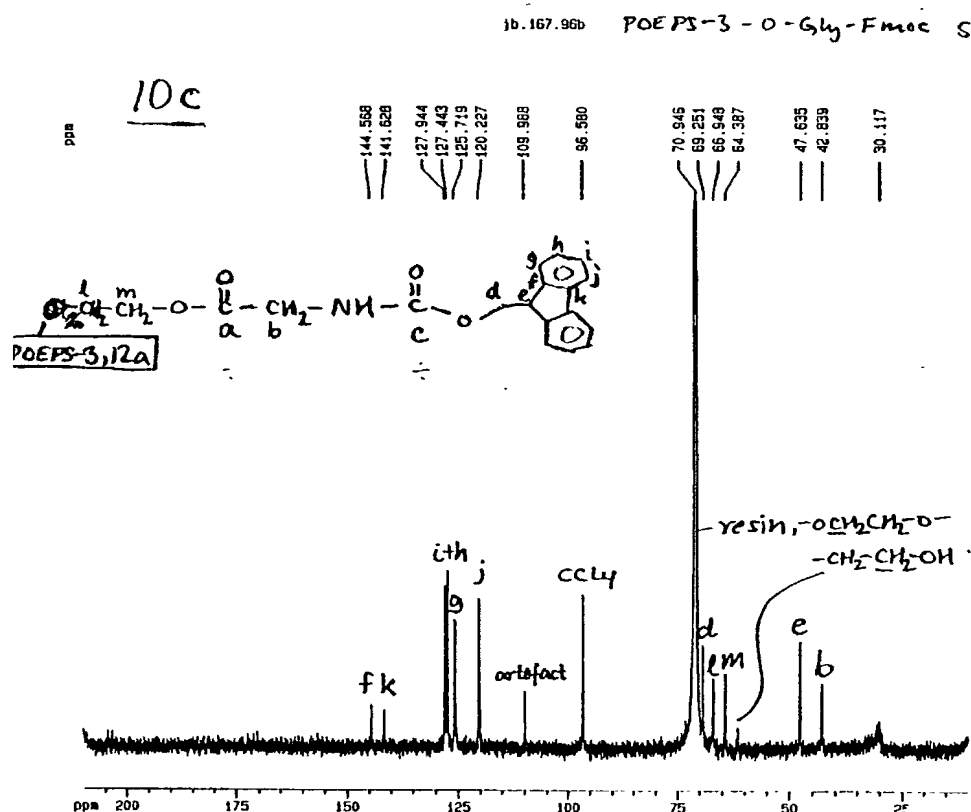 jb.167.96b POEPS-3-O-Gly-Fmoc S
10c
ppm
144.568
141.628
127.944
127.443
125.719
120.227
109.988
96.580
70.946
69.251
66.948
64.387
47.635
42.839
30.117
O O h
g i
f j
l m d e k
CH2-O-C-CH2-NH-C-O
a b c
POEPS-3,12a
÷ ÷
resin,-OCH2CH2-O-
-CH2-CH2OH
i+h
g
j
CCl4
artofact
d
l m
e
b
f k
ppm 200 175 150 125 100 75 50 25